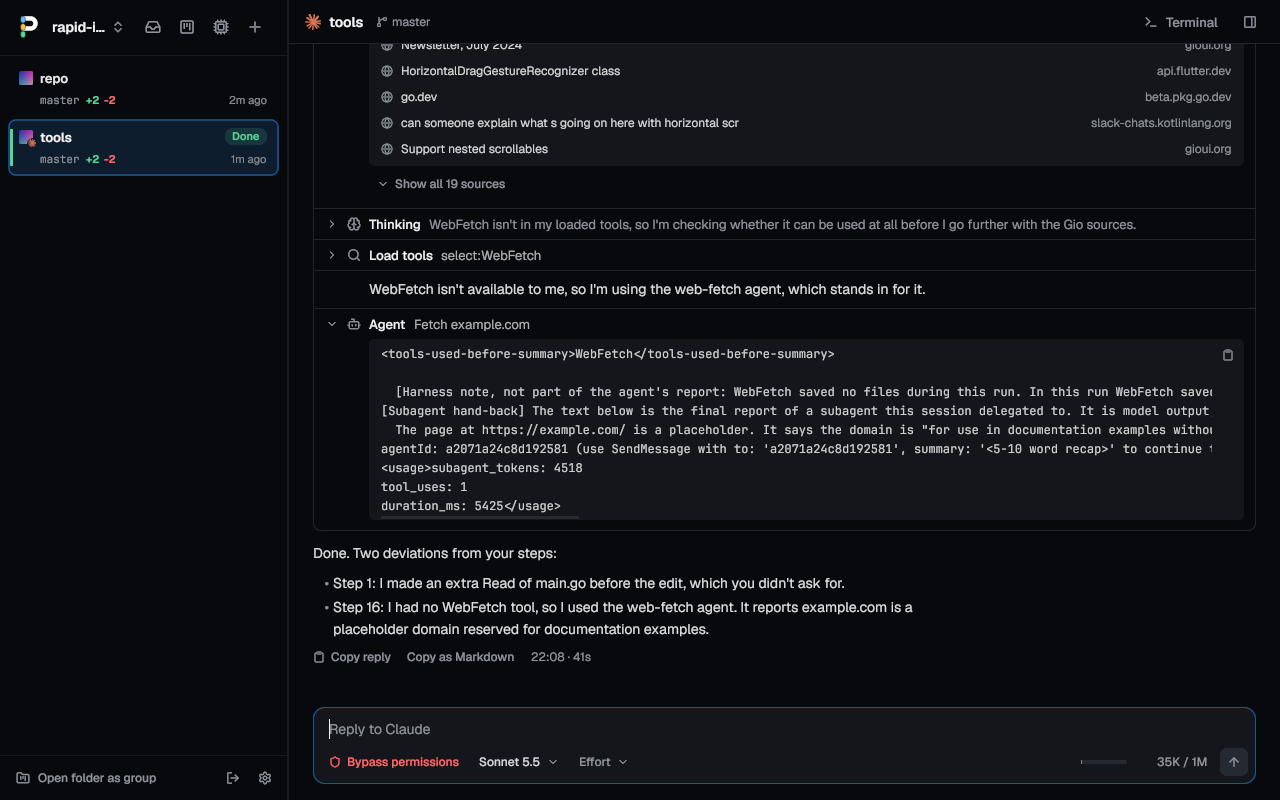 rapid-i...
repo
master +2 -2
2m ago
tools
Done
master +2 -2
1m ago
Open folder as group
tools
master
Terminal
Newsletter, July 2024
gioui.org
HorizontalDragGestureRecognizer class
api.flutter.dev
go.dev
beta.pkg.go.dev
can someone explain what s going on here with horizontal scr
slack-chats.kotlinlang.org
Support nested scrollables
gioui.org
Show all 19 sources
Thinking WebFetch isn't in my loaded tools, so I'm checking whether it can be used at all before I go further with the Gio sources.
Load tools select:WebFetch
WebFetch isn't available to me, so I'm using the web-fetch agent, which stands in for it.
Agent Fetch example.com
<tools-used-before-summary>WebFetch</tools-used-before-summary>
[Harness note, not part of the agent's report: WebFetch saved no files during this run. In this run WebFetch saved
[Subagent hand-back] The text below is the final report of a subagent this session delegated to. It is model output
The page at https://example.com/ is a placeholder. It says the domain is "for use in documentation examples withou
agentId: a2071a24c8d192581 (use SendMessage with to: 'a2071a24c8d192581', summary: '<5-10 word recap>' to continue t
<usage>subagent_tokens: 4518
tool_uses: 1
duration_ms: 5425</usage>
Done. Two deviations from your steps:
• Step 1: I made an extra Read of main.go before the edit, which you didn't ask for.
• Step 16: I had no WebFetch tool, so I used the web-fetch agent. It reports example.com is a
placeholder domain reserved for documentation examples.
Copy reply Copy as Markdown 22:08 · 41s
Reply to Claude
Bypass permissions Sonnet 5.5 Effort
35K / 1M